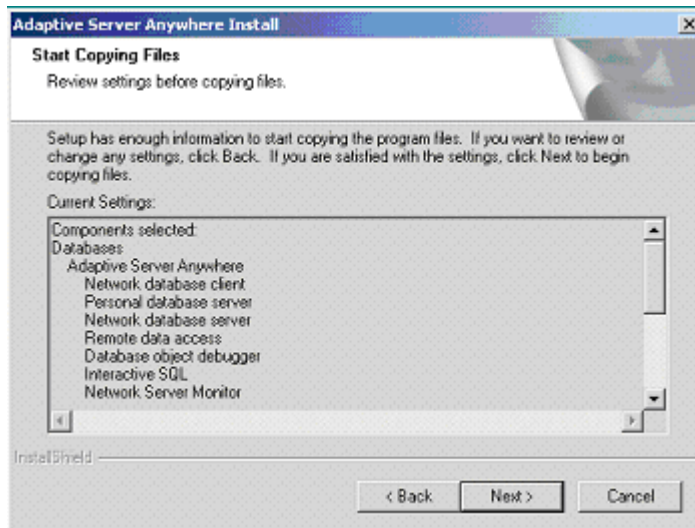 Adaptive Server Anywhere Install
Start Copying Files
Review settings before copying files.
Setup has enough information to start copying the program files. If you want to review or
change any settings, click Back. If you are satisfied with the settings, click Next to begin
copying files.
Current Settings:
Components selected:
Databases
Adaptive Server Anywhere
Network database client
Personal database server
Network database server
Remote data access
Database object debugger
Interactive SQL
Network Server Monitor
InstallShield
< Back
Next >
Cancel